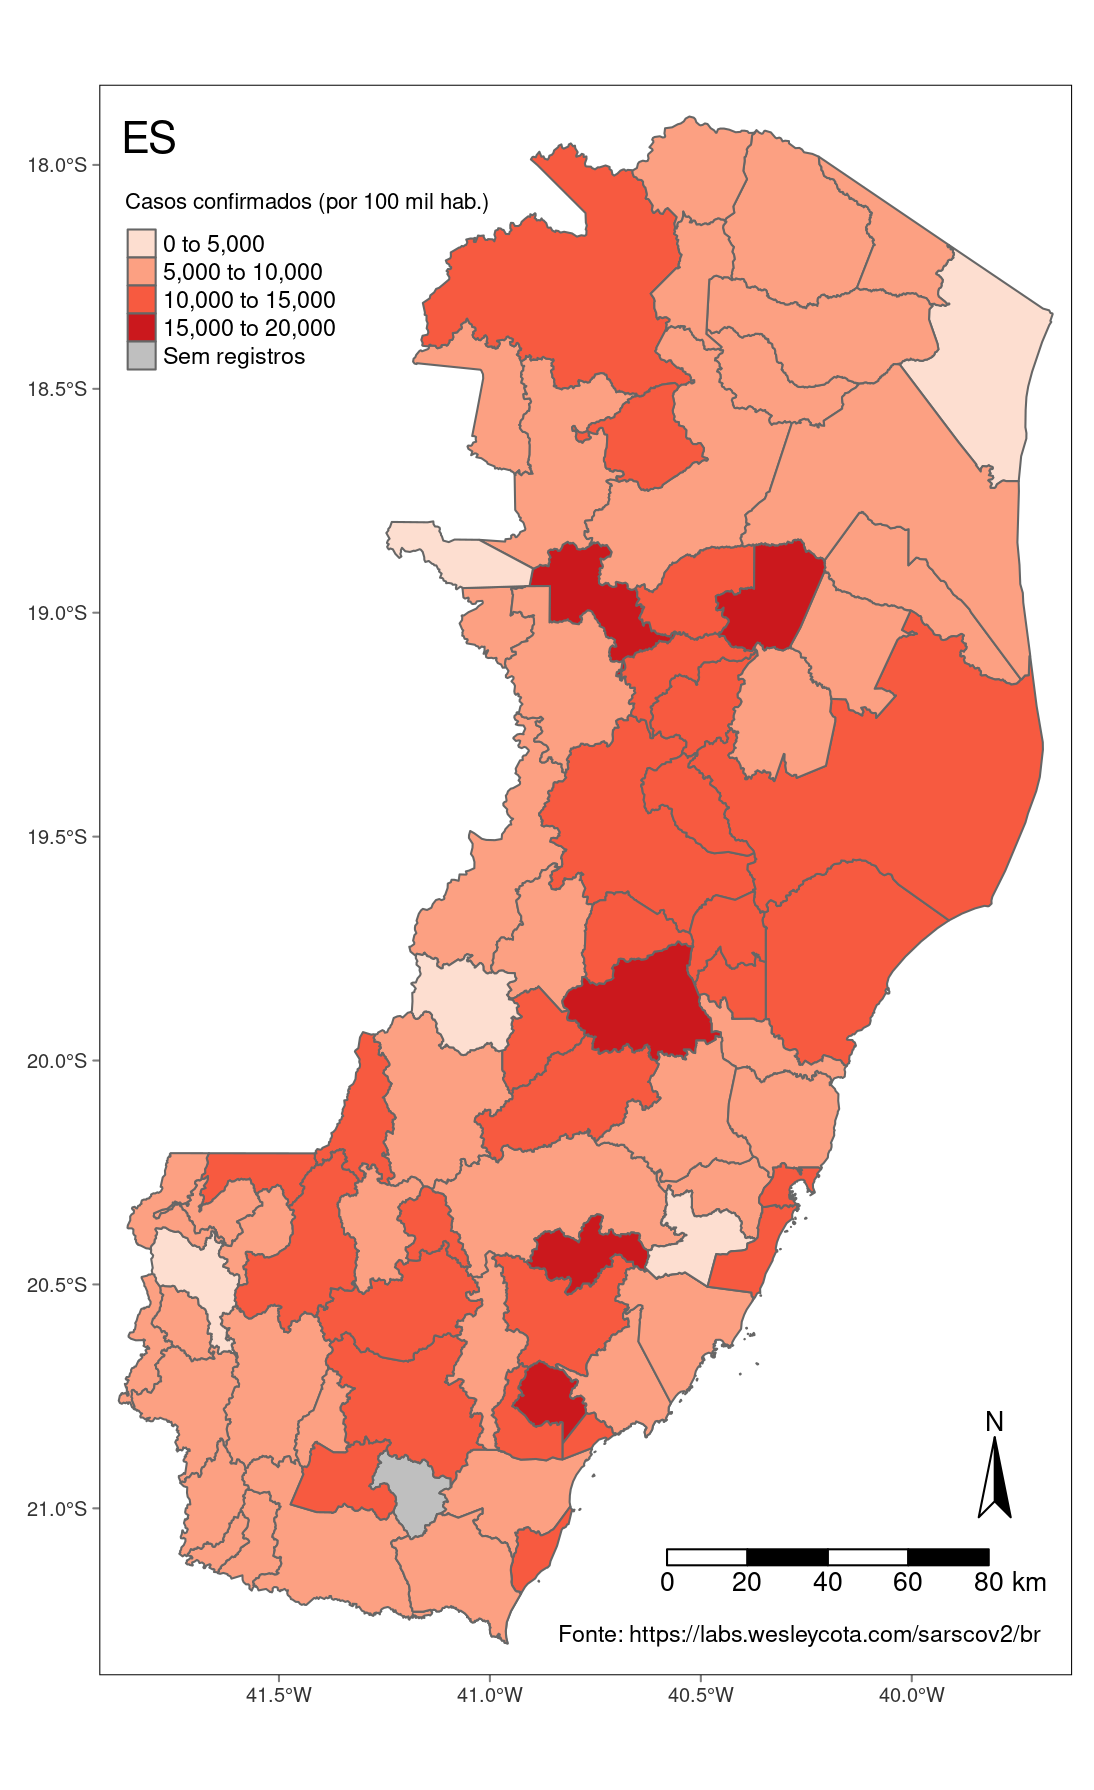 ES
Casos confirmados (por 100 mil hab.)
0 to 5,000
5,000 to 10,000
10,000 to 15,000
15,000 to 20,000
Sem registros
18.0°S
18.5°S
19.0°S
19.5°S
20.0°S
20.5°S
21.0°S
N
0 20 40 60 80 km
Fonte: https://labs.wesleycota.com/sarscov2/br
41.5°W 41.0°W 40.5°W 40.0°W